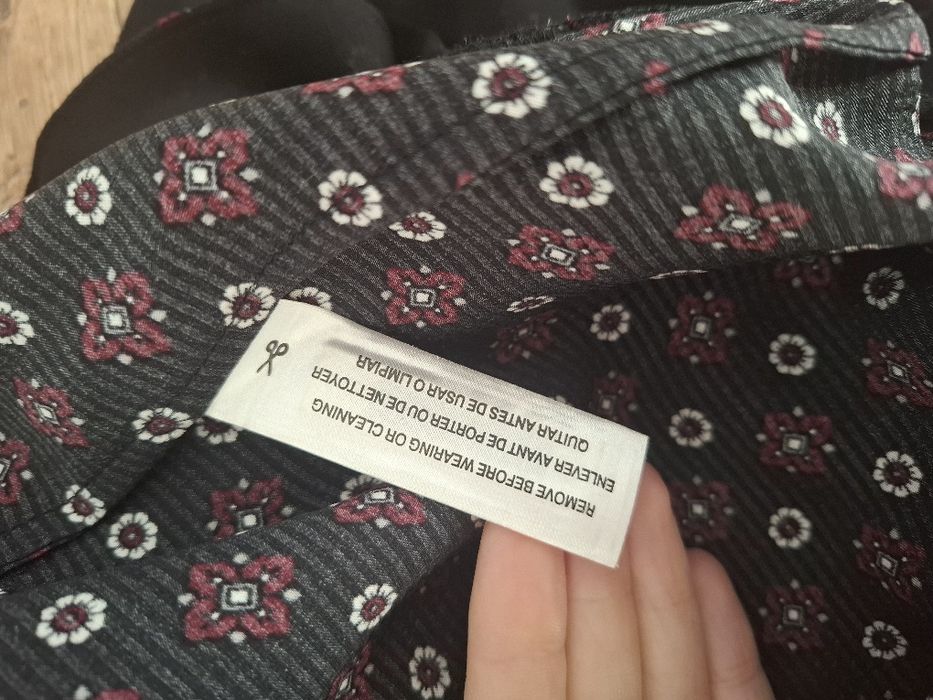 REMOVE BEFORE WEARING OR CLEANING
ENLEVER AVANT DE PORTER OU DE NETTOYER
QUITAR ANTES DE USAR O LIMPIAR